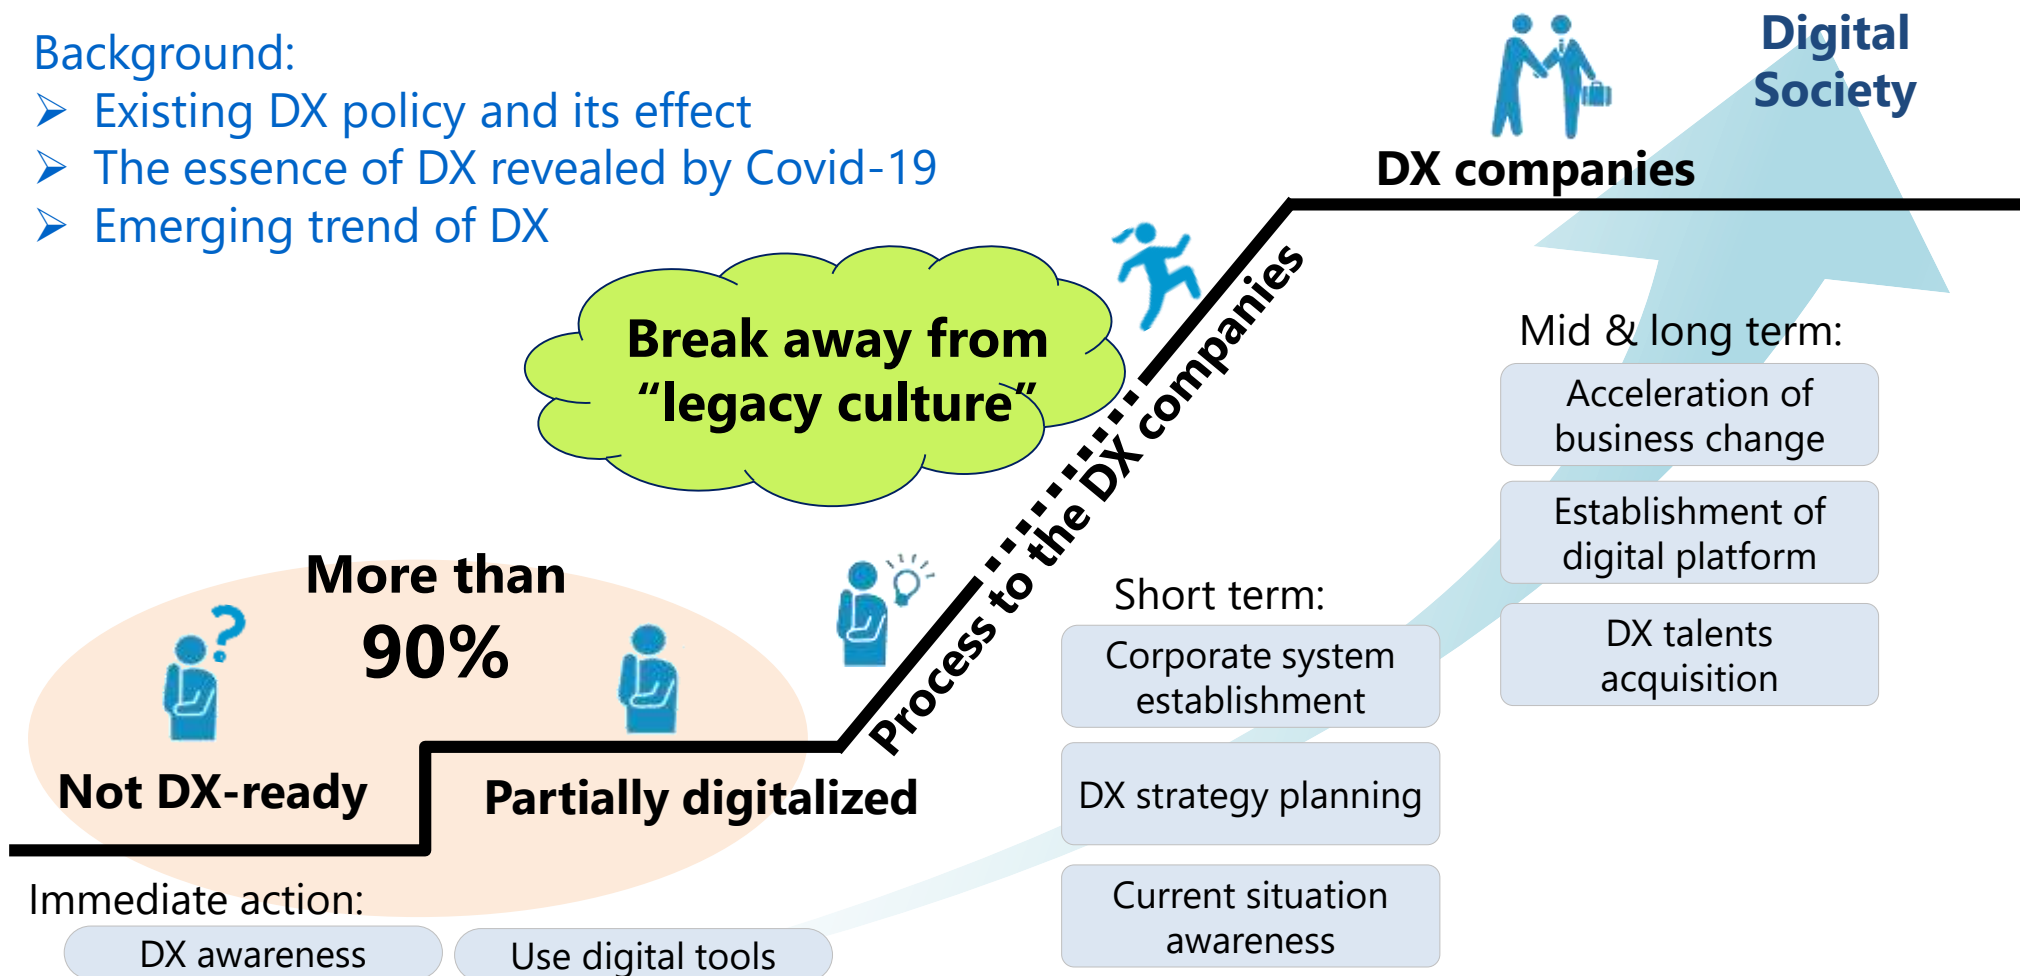 Background:
➢ Existing DX policy and its effect
➢ The essence of DX revealed by Covid-19
➢ Emerging trend of DX
Digital
Society
DX companies
Break away from
“legacy culture”
Process to the DX companies
More than
90%
Not DX-ready
Partially digitalized
Immediate action:
DX awareness
Use digital tools
Short term:
Corporate system
establishment
DX strategy planning
Current situation
awareness
Mid & long term:
Acceleration of
business change
Establishment of
digital platform
DX talents
acquisition